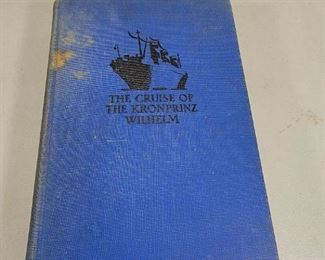 THE CRUISE OF
THE KRONPRINZ
WILHELM